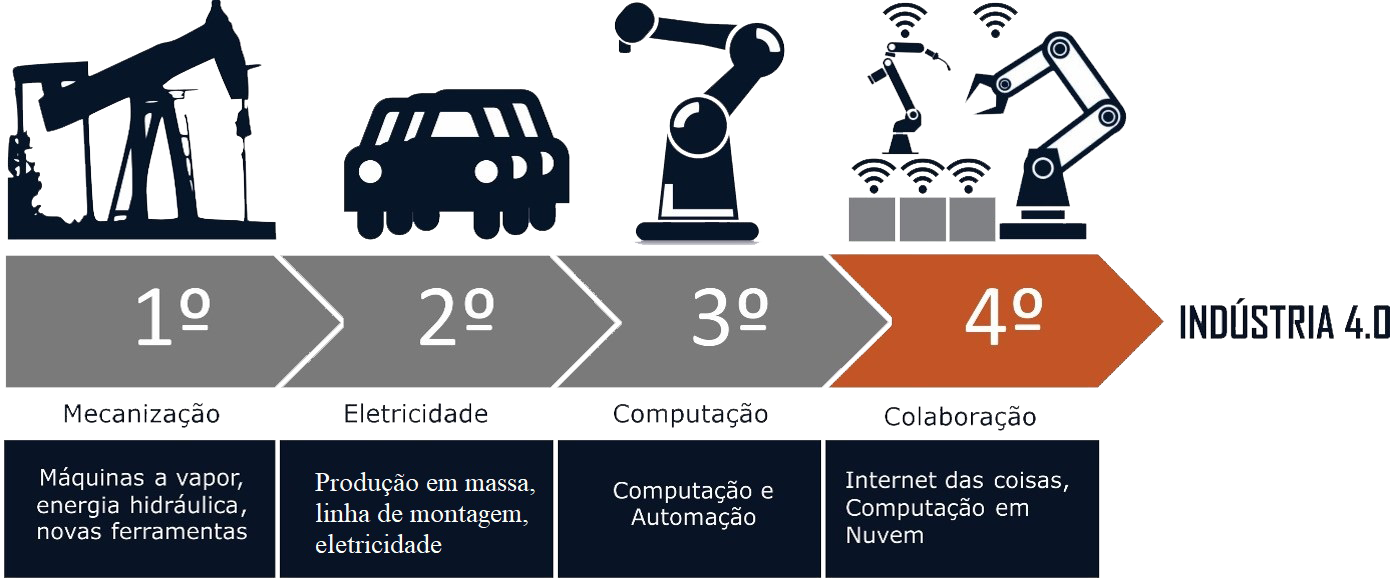 1º
2º
3º
4º
INDÚSTRIA 4.0
Mecanização
Eletricidade
Computação
Colaboração
Máquinas a vapor,
energia hidráulica,
novas ferramentas
Produção em massa,
linha de montagem,
eletricidade
Computação e
Automação
Internet das coisas,
Computação em
Nuvem